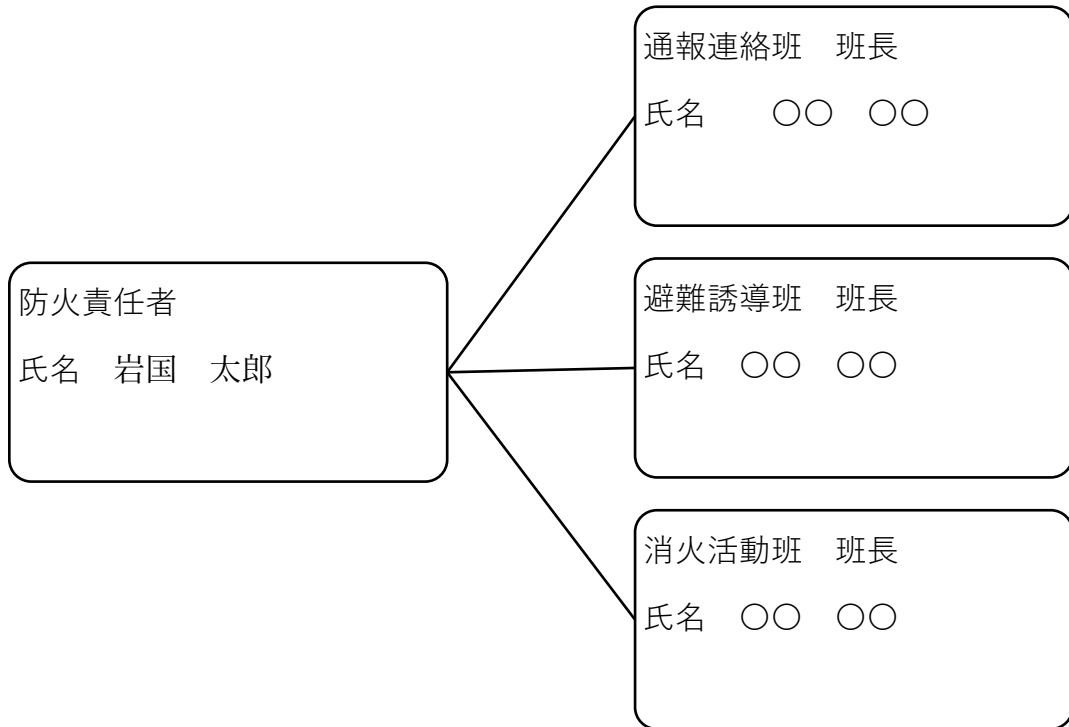 通報連絡班　班長
氏名　　〇〇　〇〇
防火責任者
氏名　岩国　太郎
避難誘導班　班長
氏名　〇〇　〇〇
消火活動班　班長
氏名　〇〇　〇〇